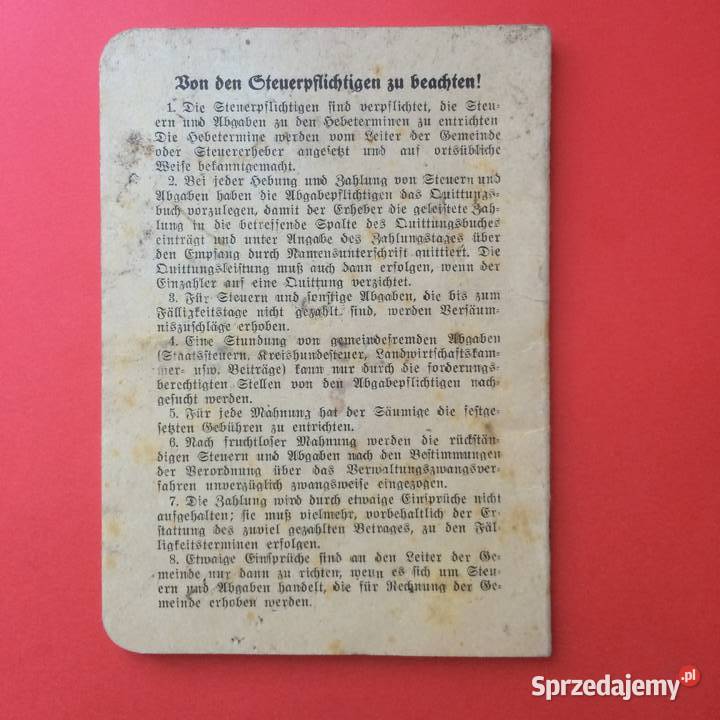 Von den Steuerpflichtigen zu beachten!
1. Die Steuerpflichtigen sind verpflichtet, die Steu-
ern und Abgaben zu den Hebeterminen zu entrichten
Die Hebetermine werden vom Leiter der Gemeinde
oder Steuererheber angesetzt und auf ortsübliche
Weise bekanntgemacht.
2. Bei jeder Hebung und Zahlung von Steuern und
Abgaben haben die Abgabepflichtigen das Quittungs-
buch vorzulegen, damit der Erheber die geleistete Zah-
lung in die betreffende Spalte des Quittungsbuches
einträgt und unter Angabe des Zahlungstages über
den Empfang durch Namensunterschrift quittiert. Die
Quittungsleistung muß auch dann erfolgen, wenn der
Einzahler auf eine Quittung verzichtet.
3. Für Steuern und sonstige Abgaben, die bis zum
Fälligkeitstage nicht gezahlt sind, werden Versäum-
niszuschläge erhoben.
4. Eine Stundung von gemeindefremden Abgaben
(Staatssteuern, Kreishundesteuer, Landwirtschaftskam-
mer- usw. Beiträge) kann nur durch die forderungs-
berechtigten Stellen von den Abgabepflichtigen nach-
gesucht werden.
5. Für jede Mahnung hat der Säumige die festge-
setzten Gebühren zu entrichten.
6. Nach fruchtloser Mahnung werden die rückstän-
digen Steuern und Abgaben nach den Bestimmungen
der Verordnung über das Verwaltungszwangsver-
fahren unverzüglich zwangsweise eingezogen.
7. Die Zahlung wird durch etwaige Einsprüche nicht
aufgehalten; sie muß vielmehr, vorbehaltlich der Er-
stattung des zuviel gezahlten Betrages, zu den Fäl-
ligkeitsterminen erfolgen.
8. Etwaige Einsprüche sind an den Leiter der Ge-
meinde nur dann zu richten, wenn es sich um Steu-
ern und Abgaben handelt, die für Rechnung der Ge-
meinde erhoben werden.
Sprzedajemy.pl